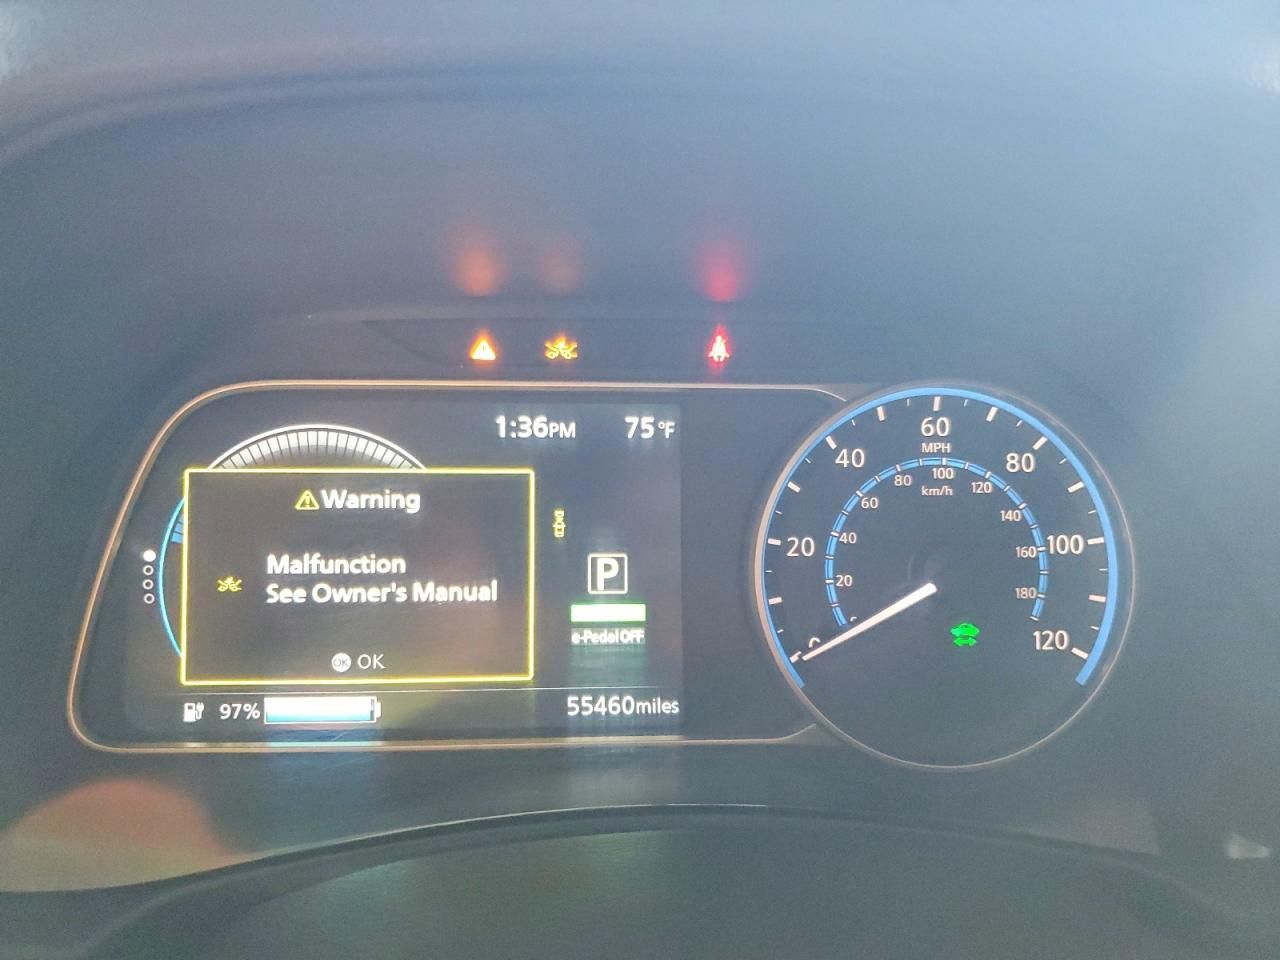 1:36PM 75°F
Warning
Malfunction
See Owner's Manual
OK OK
P
e-Pedal OFF
97%
55460miles
20
40
60
MPH
80
100
120
20
40
60
80
100
km/h
120
140
160
180